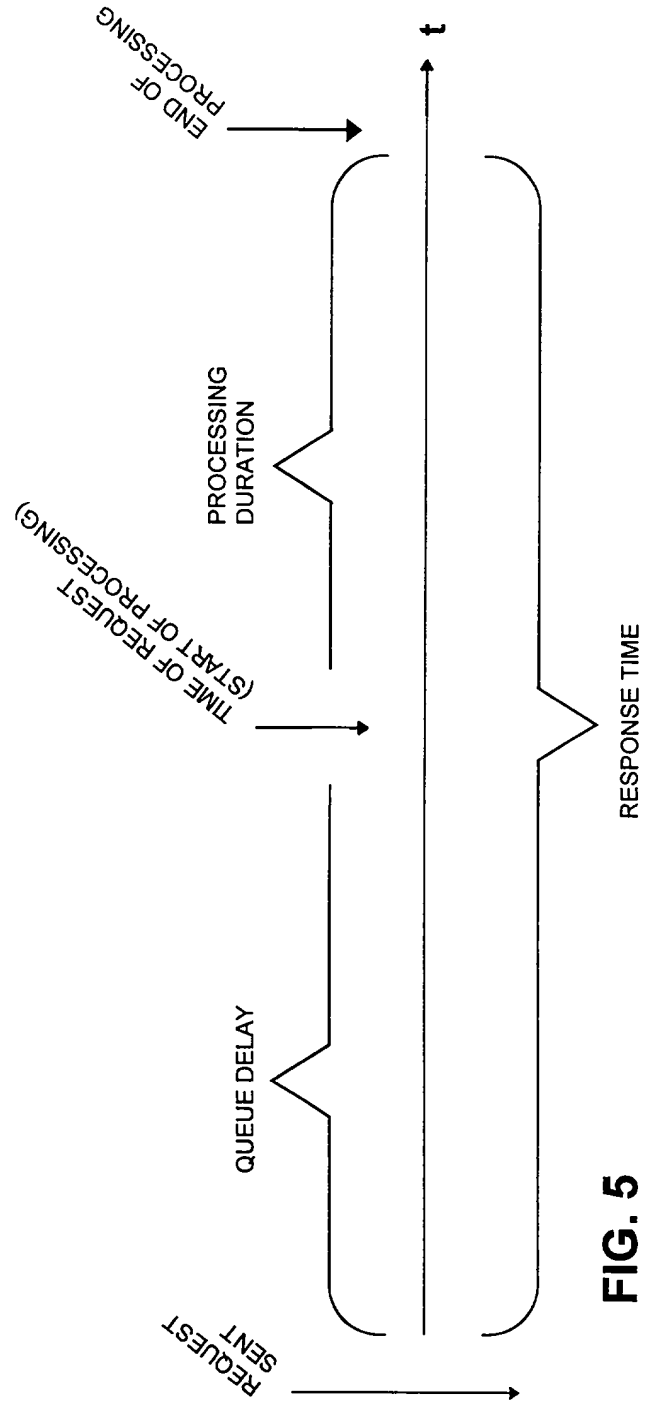 REQUEST
SENT
QUEUE DELAY
TIME OF REQUEST
(START OF PROCESSING)
PROCESSING
DURATION
END OF
PROCESSING
t
RESPONSE TIME
FIG. 5